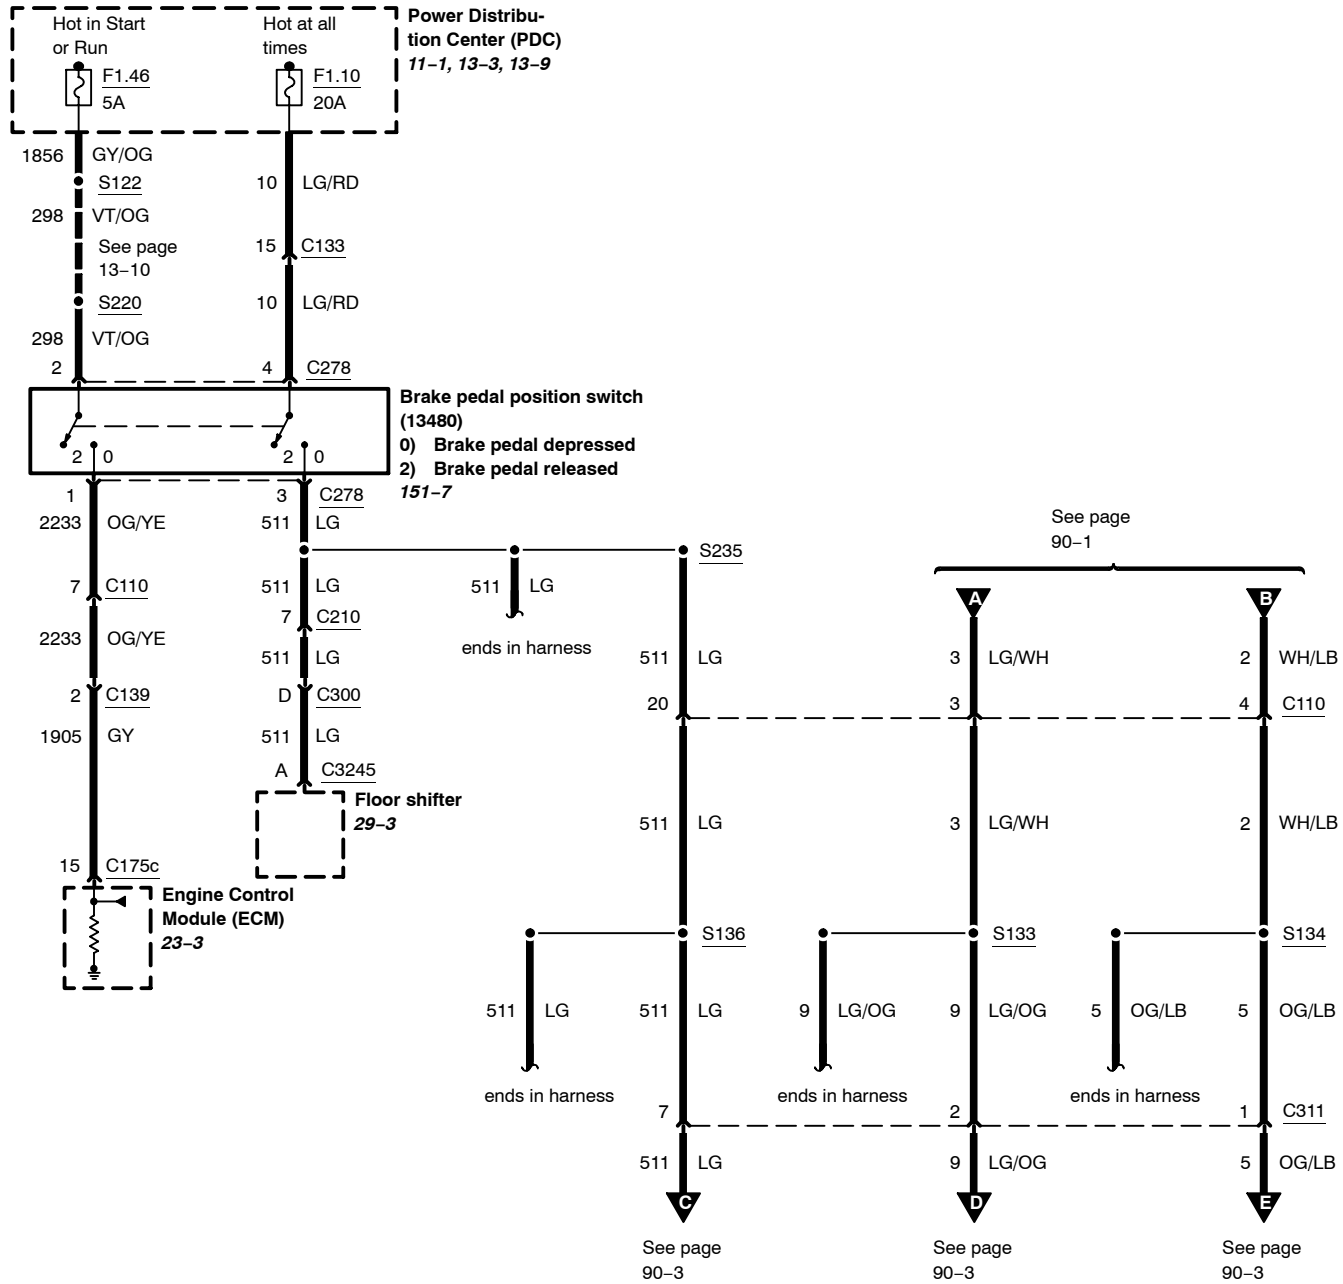 Hot in Start
or Run
Hot at all
times
Power Distribu-
tion Center (PDC)
11–1, 13–3, 13–9
F1.46
5A
F1.10
20A
1856 GY/OG
S122
10 LG/RD
298 VT/OG
See page
13–10
15 C133
S220
10 LG/RD
298 VT/OG
2
4 C278
Brake pedal position switch
(13480)
0) Brake pedal depressed
2) Brake pedal released
151–7
2 0
2 0
1
3 C278
2233 OG/YE
511 LG
See page
90–1
S235
7 C110
511 LG
511 LG
A
B
7 C210
2233 OG/YE
ends in harness
511 LG
511 LG
3 LG/WH
2 WH/LB
2 C139
D C300
20
3
4 C110
1905 GY
511 LG
A C3245
Floor shifter
29–3
511 LG
3 LG/WH
2 WH/LB
15 C175c
Engine Control
Module (ECM)
23–3
S136
S133
S134
511 LG
511 LG
9 LG/OG
9 LG/OG
5 OG/LB
5 OG/LB
ends in harness
ends in harness
ends in harness
7
2
1 C311
511 LG
9 LG/OG
5 OG/LB
C
D
E
See page
90–3
See page
90–3
See page
90–3